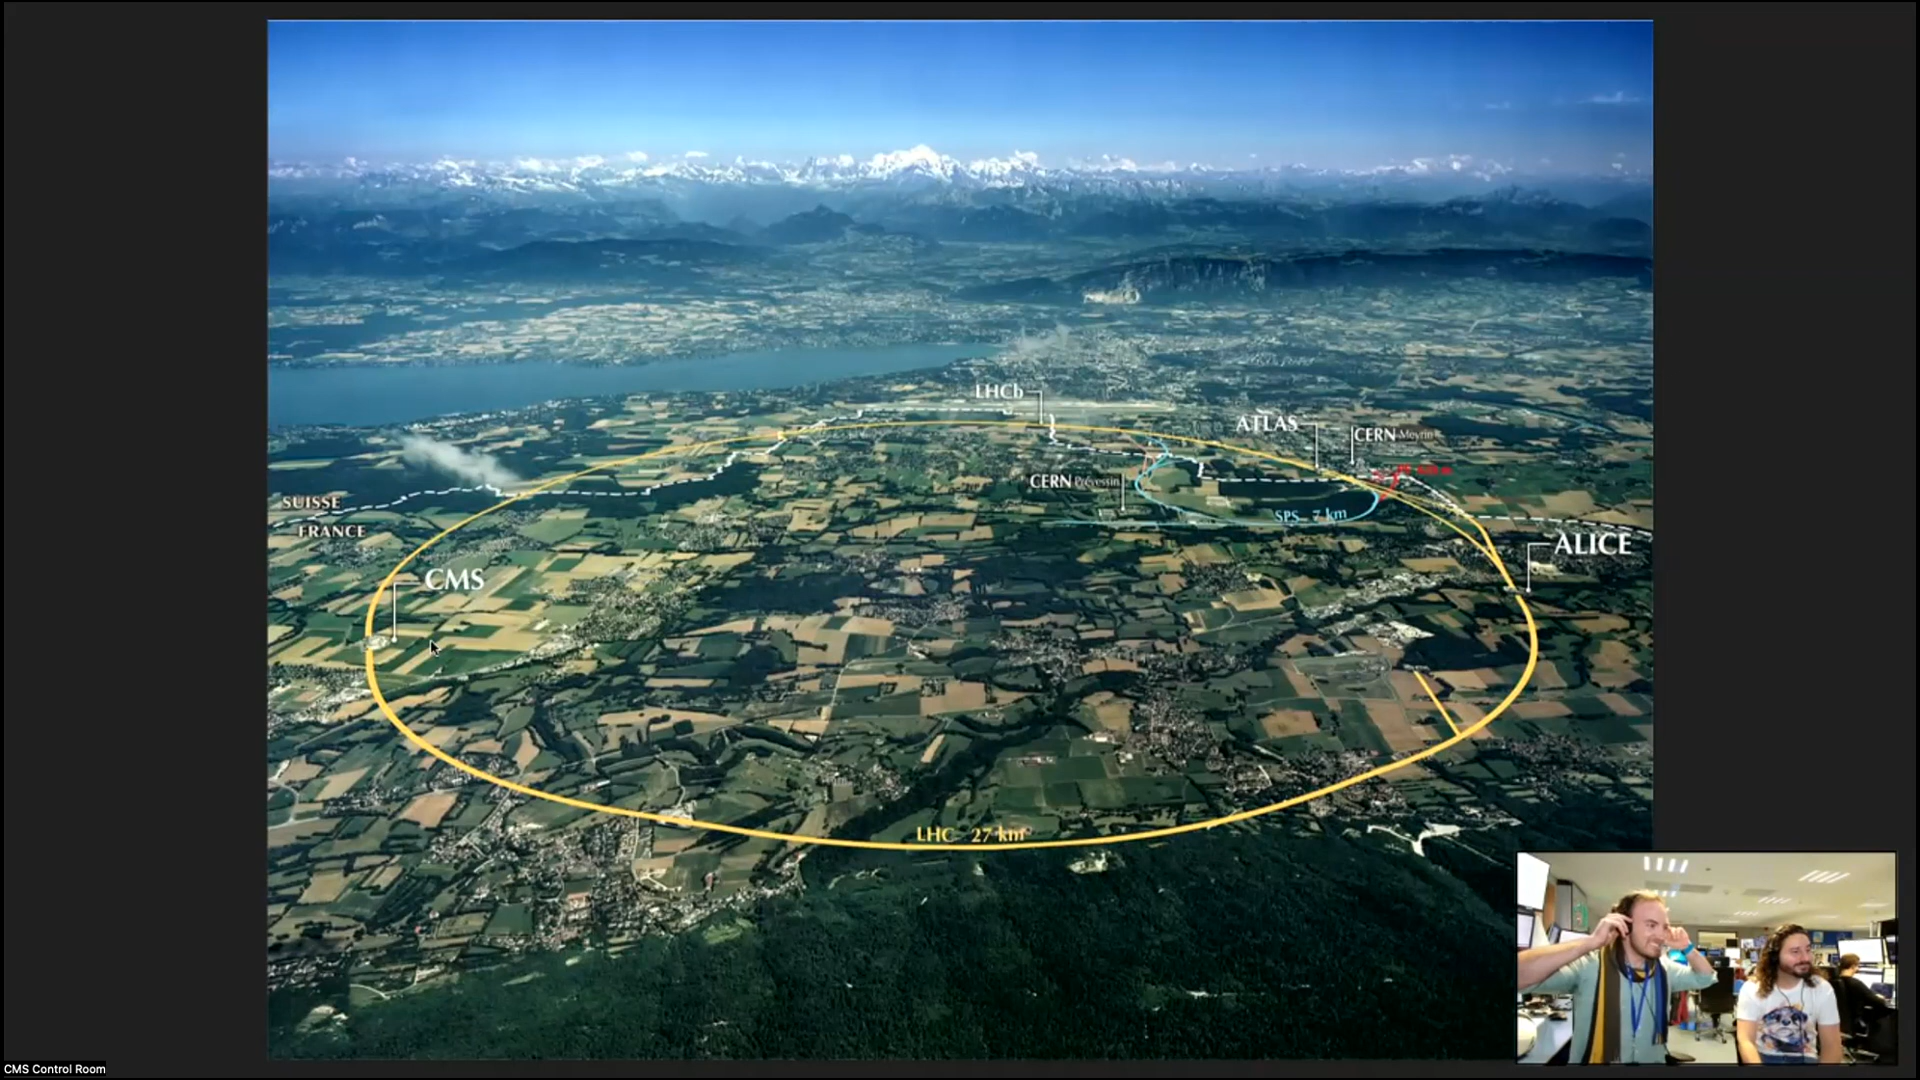 LHCb
ATLAS
CERN Meyrin
CERN Prévessin
SUISSE
FRANCE
SPS 7 km
ALICE
CMS
LHC 27 km
CMS Control Room